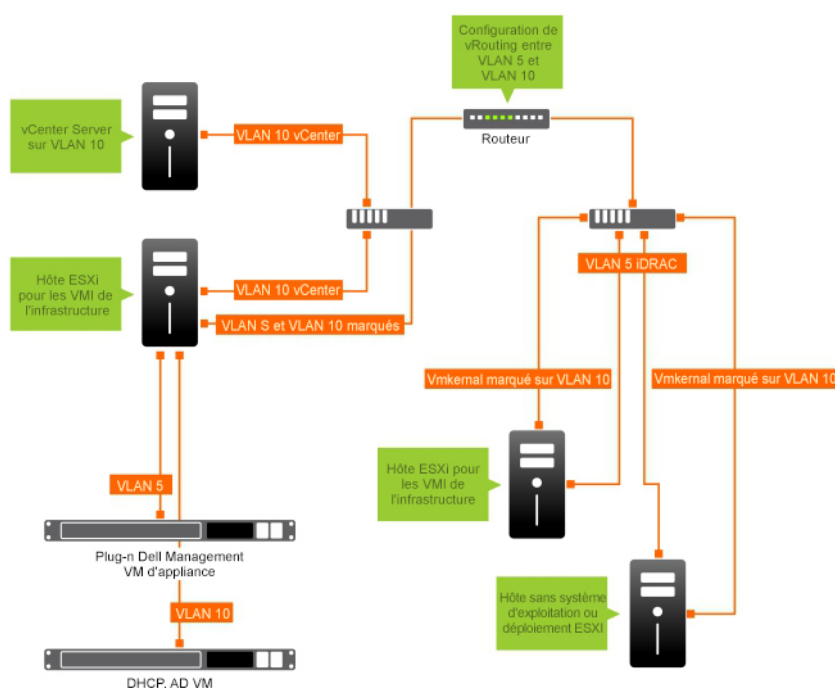 Configuration de
vRouting entre
VLAN 5 et
VLAN 10
Routeur
vCenter Server
sur VLAN 10
VLAN 10 vCenter
Hôte ESXi
pour les VMI de
l'infrastructure
VLAN 10 vCenter
VLAN S et VLAN 10 marqués
VLAN 5 iDRAC
Vmkernal marqué sur VLAN 10
Vmkernal marqué sur VLAN 10
Hôte ESXi pour
les VMI de
l'infrastructure
VLAN 5
Plug-n Dell Management
VM d'appliance
Hôte sans système
d'exploitation ou
déploiement ESXI
VLAN 10
DHCP, AD VM